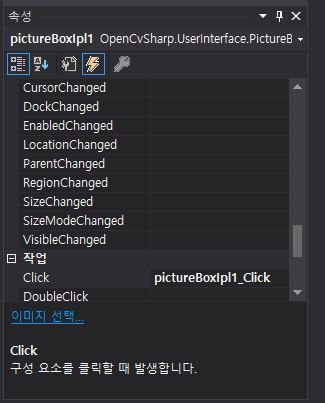 속성
pictureBoxIpl1 OpenCvSharp.UserInterface.PictureB
CursorChanged
DockChanged
EnabledChanged
LocationChanged
ParentChanged
RegionChanged
SizeChanged
SizeModeChanged
VisibleChanged
작업
Click pictureBoxIpl1_Click
DoubleClick
이미지 선택...
Click
구성 요소를 클릭할 때 발생합니다.